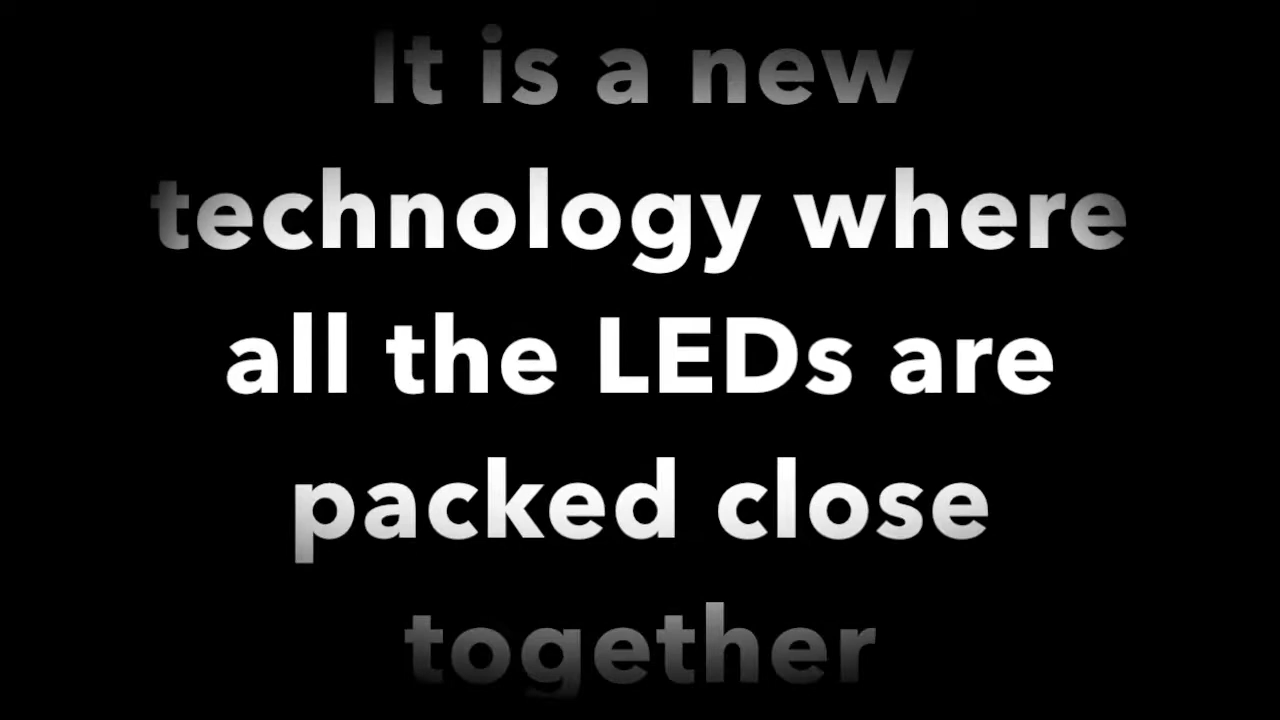 It is a new
technology where
all the LEDs are
packed close
together